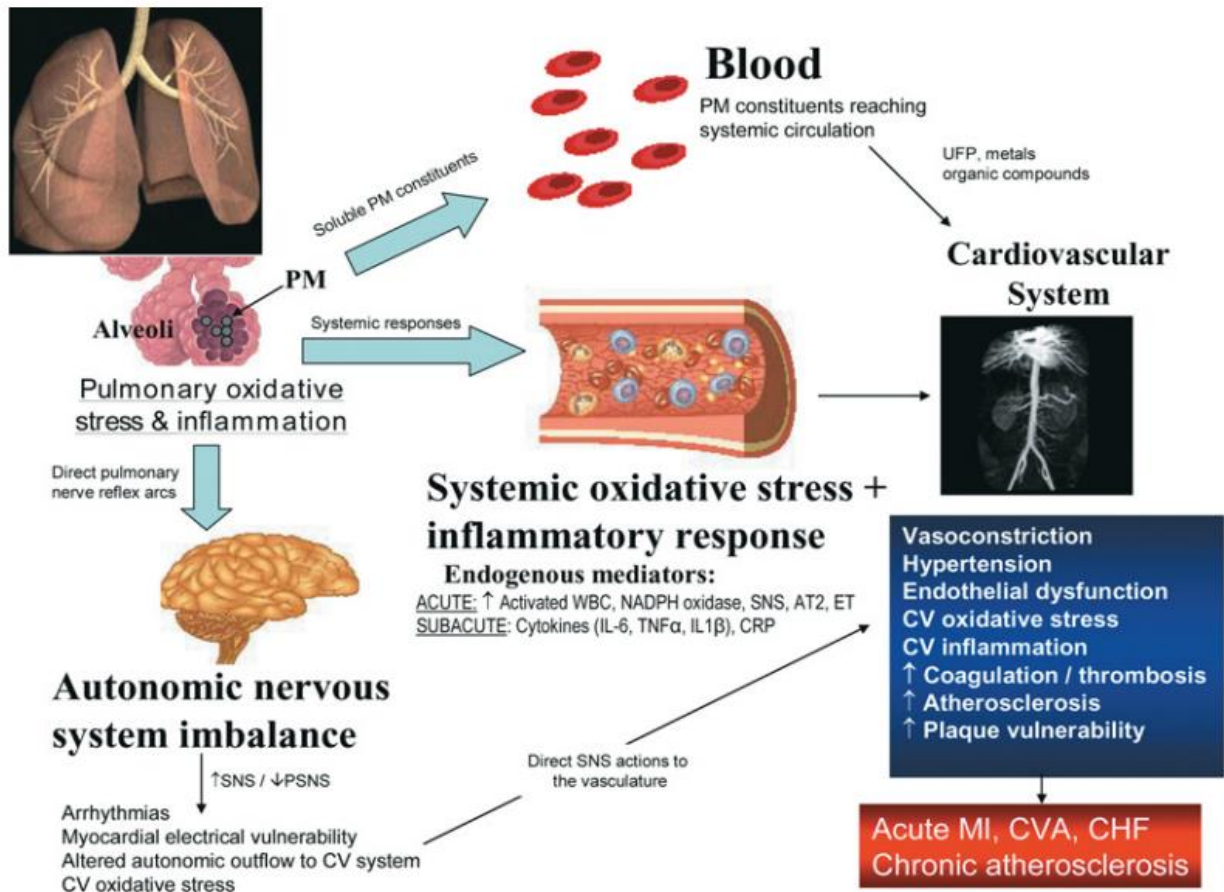 Blood
PM constituents reaching
systemic circulation
UFP, metals
organic compounds
Soluble PM constituents
Cardiovascular
System
PM
Alveoli
Systemic responses
Pulmonary oxidative
stress & inflammation
Direct pulmonary
nerve reflex arcs
Systemic oxidative stress +
inflammatory response
Endogenous mediators:
ACUTE: ↑ Activated WBC, NADPH oxidase, SNS, AT2, ET
SUBACUTE: Cytokines (IL-6, TNFα, IL1β), CRP
Vasoconstriction
Hypertension
Endothelial dysfunction
CV oxidative stress
CV inflammation
↑ Coagulation / thrombosis
↑ Atherosclerosis
↑ Plaque vulnerability
Autonomic nervous
system imbalance
↑SNS / ↓PSNS
Direct SNS actions to
the vasculature
Arrhythmias
Myocardial electrical vulnerability
Altered autonomic outflow to CV system
CV oxidative stress
Acute MI, CVA, CHF
Chronic atherosclerosis